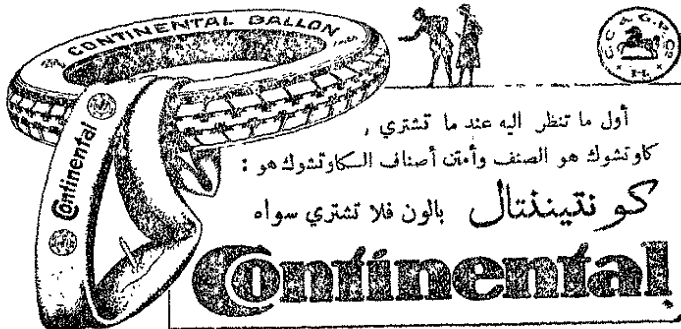 CONTINENTAL BALLON
C.C. & G.P. Co
H.
Continental
أول ما تنظر اليه عند ما تشتري ,
كاوتشوك هو الصنف وأمتن أصناف الكاوتشوك هو :
كونتيننتال بالون فلا تشتري سواه
Continental